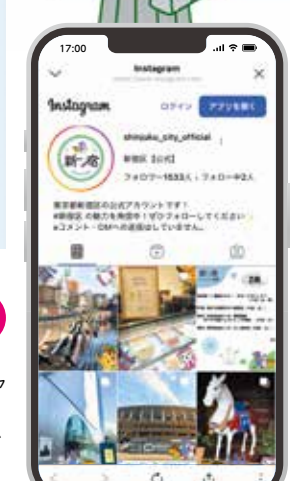 17:00
Instagram
Instagram
ログイン
アプリを開く
新宿
shinjuku_city_official
新宿区【公式】
フォロワー1633人、フォロー中2人
東京都新宿区の公式アカウントです!
#新宿区 の魅力を発信中!ぜひフォローしてください
※コメント・DMへの返信はしていません。